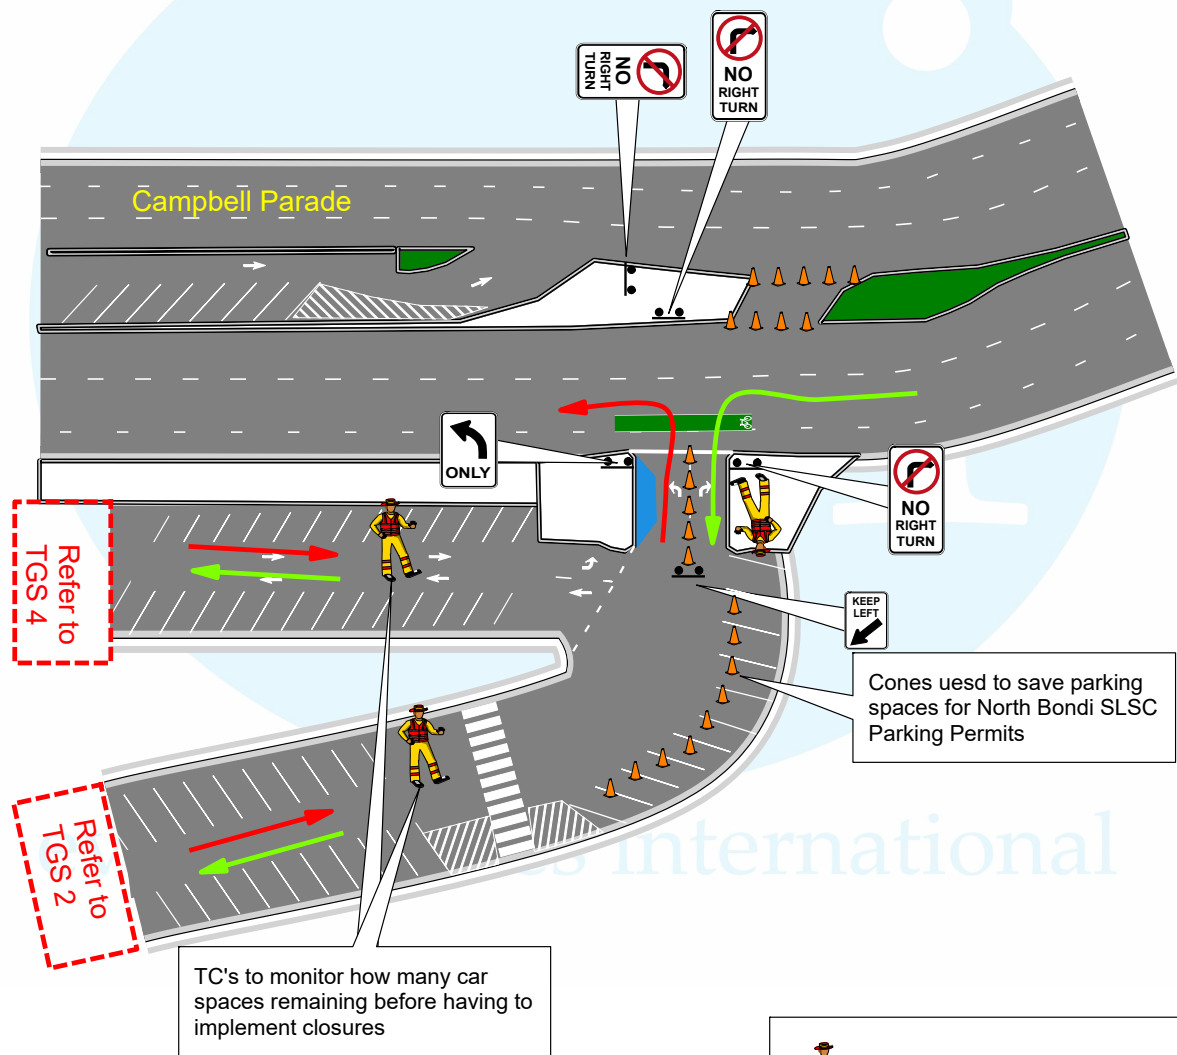 NO
RIGHT
TURN
NO
RIGHT
TURN
Campbell Parade
ONLY
NO
RIGHT
TURN
Refer to
TGS 4
KEEP
LEFT
Cones uesd to save parking
spaces for North Bondi SLSC
Parking Permits
Refer to
TGS 2
International
TC's to monitor how many car
spaces remaining before having to
implement closures